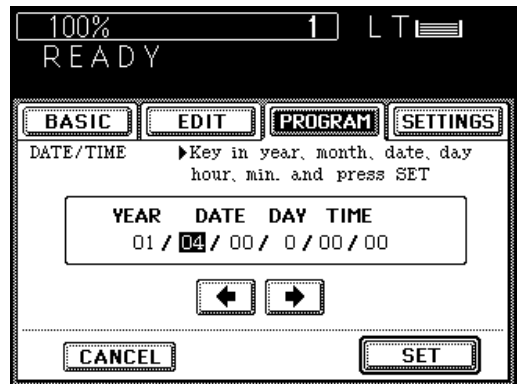 100% 1 LT
READY
BASIC EDIT PROGRAM SETTINGS
DATE/TIME ▶Key in year, month, date, day
hour, min. and press SET
YEAR DATE DAY TIME
01 / 04 / 00 / 0 / 00 / 00
CANCEL SET